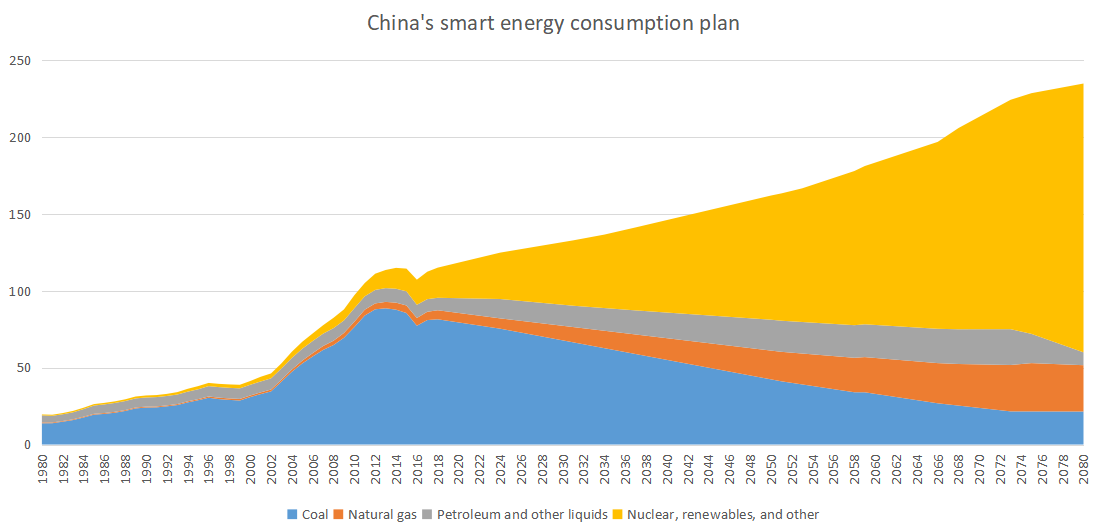 China's smart energy consumption plan
250
200
150
100
50
0
1980 1982 1984 1986 1988 1990 1992 1994 1996 1998 2000 2002 2004 2006 2008 2010 2012 2014 2016 2018 2020 2022 2024 2026 2028 2030 2032 2034 2036 2038 2040 2042 2044 2046 2048 2050 2052 2054 2056 2058 2060 2062 2064 2066 2068 2070 2072 2074 2076 2078 2080
Coal Natural gas Petroleum and other liquids Nuclear, renewables, and other